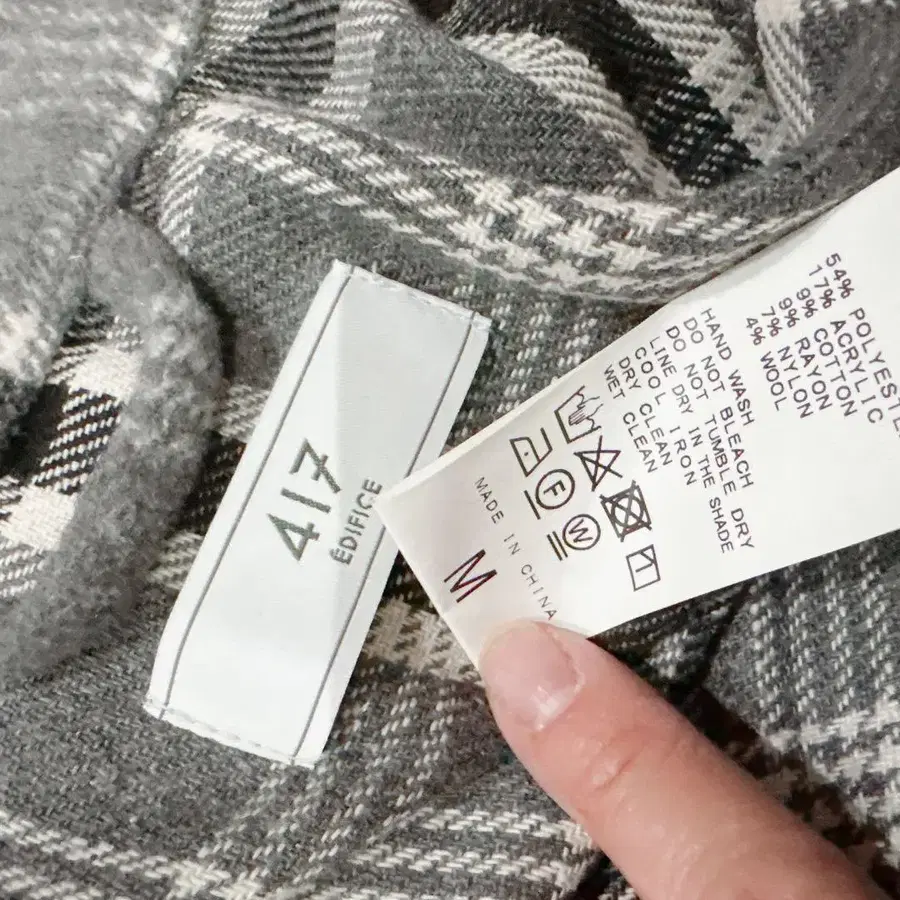 417
ÉDIFICE
54% POLYESTE
17% ACRYLIC
9% COTTON
9% RAYON
7% NYLON
4% WOOL
HAND WASH
DO NOT BLEACH
DO NOT TUMBLE DRY
LINE DRY IN THE SHADE
COOL IRON
DRY CLEAN
WET CLEAN
F
W
MADE IN CHINA
M